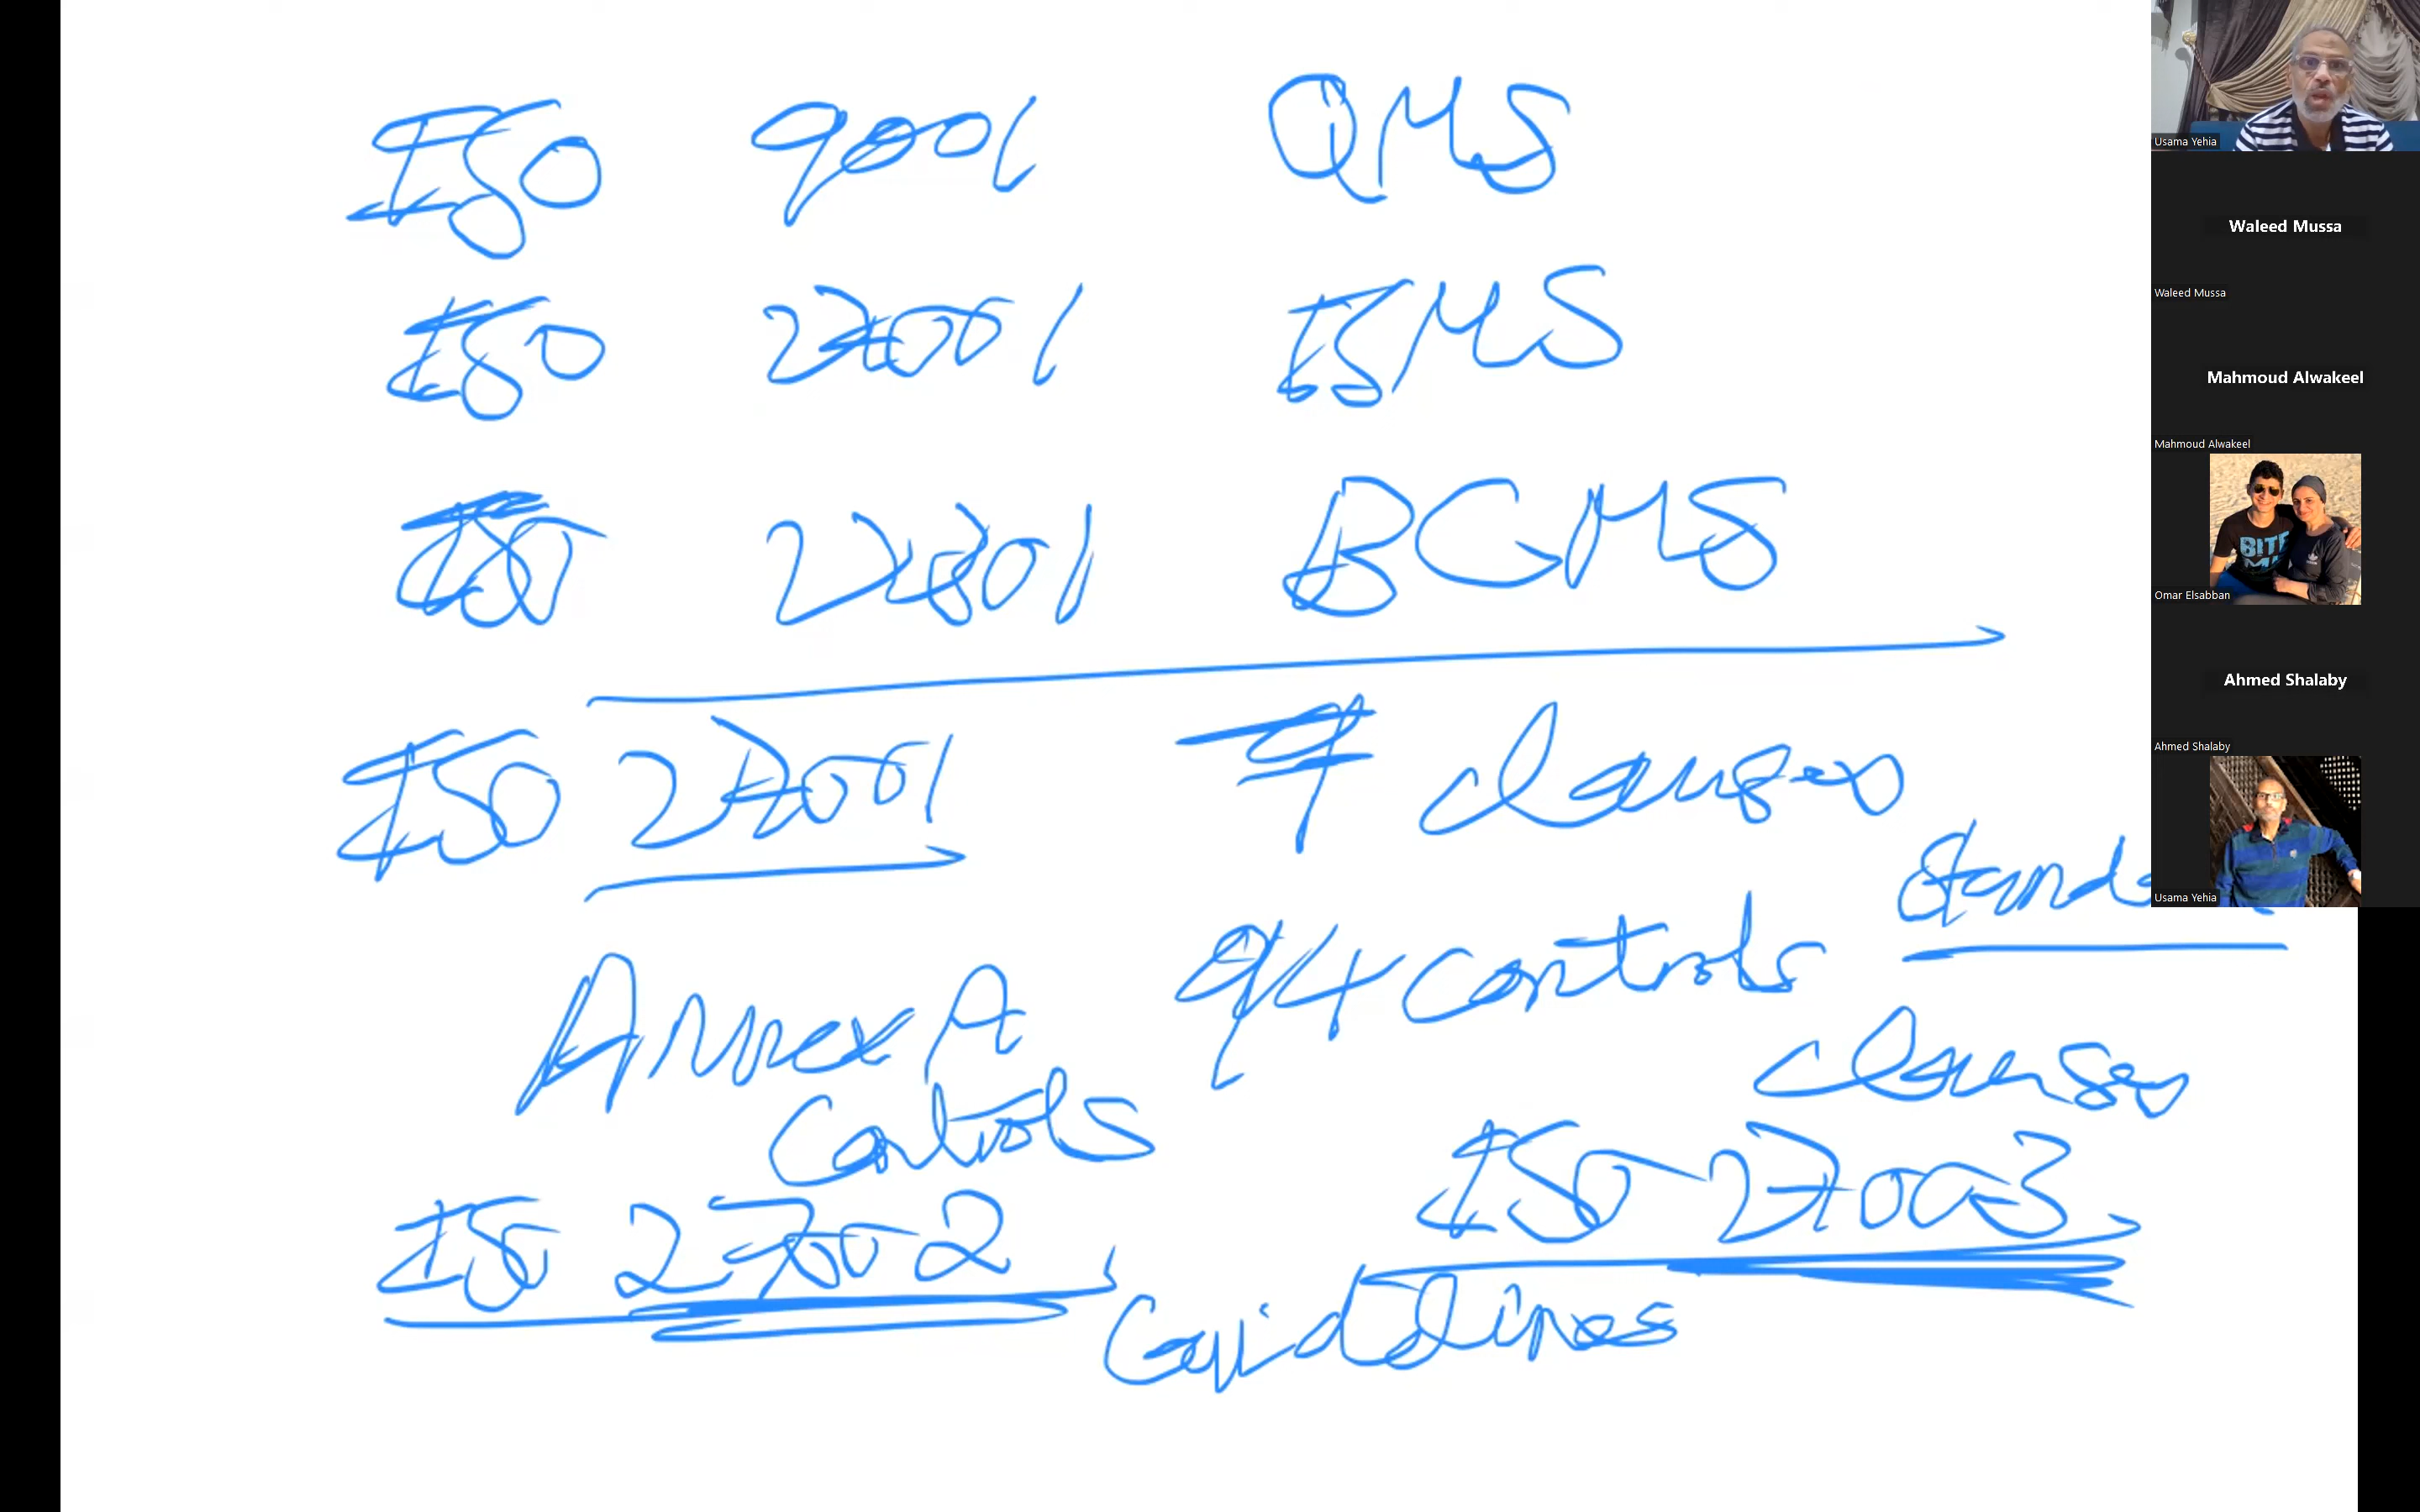 ISO 9001 QMS
ISO 27001 ISMS
ISO 22301 BCMS
ISO 27001 7 clauses
Stand
Annex A 94 controls
Controls clauses
ISO 27002 ISO 27003
Guidelines
Usama Yehia
Waleed Mussa
Waleed Mussa
Mahmoud Alwakeel
Mahmoud Alwakeel
BITE
ME
Omar Elsabban
Ahmed Shalaby
Ahmed Shalaby
Usama Yehia